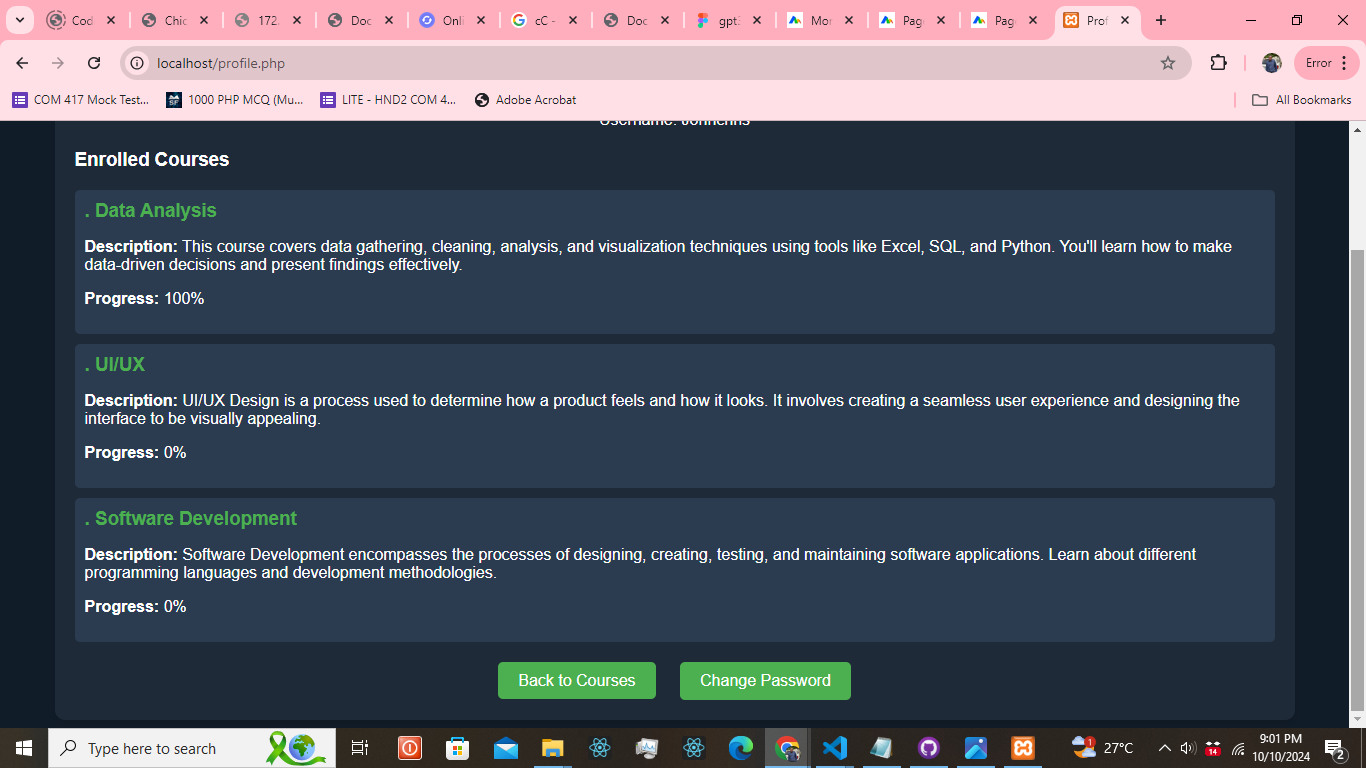 Cod
Chic
172.
Doc
Onli
cC -
Doc
gpt3
Mor
Page
Page
Prof
localhost/profile.php
Error
COM 417 Mock Test...
1000 PHP MCQ (Mu...
LITE - HND2 COM 4...
Adobe Acrobat
All Bookmarks
Username: Johnchris
Enrolled Courses
. Data Analysis
Description: This course covers data gathering, cleaning, analysis, and visualization techniques using tools like Excel, SQL, and Python. You'll learn how to make
data-driven decisions and present findings effectively.
Progress: 100%
. UI/UX
Description: UI/UX Design is a process used to determine how a product feels and how it looks. It involves creating a seamless user experience and designing the
interface to be visually appealing.
Progress: 0%
. Software Development
Description: Software Development encompasses the processes of designing, creating, testing, and maintaining software applications. Learn about different
programming languages and development methodologies.
Progress: 0%
Back to Courses
Change Password
Type here to search
1
27°C
14
9:01 PM
10/10/2024
2